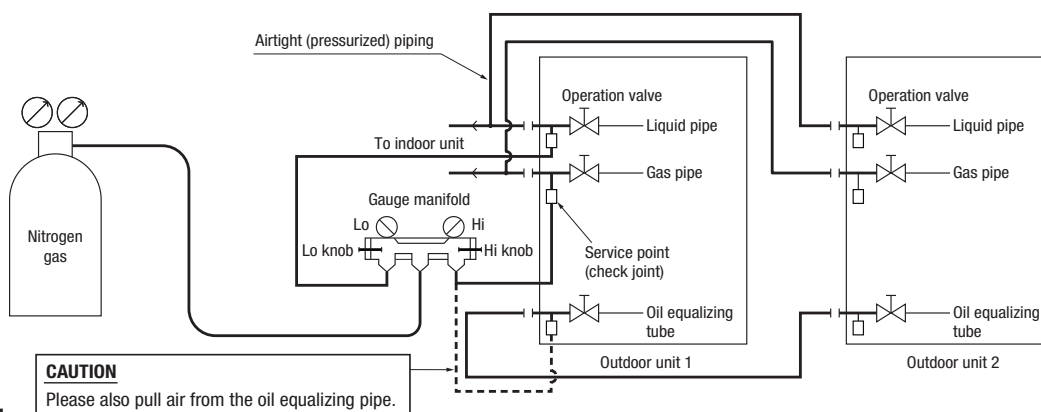 Airtight (pressurized) piping
Operation valve
Operation valve
Liquid pipe
Liquid pipe
To indoor unit
Gas pipe
Gas pipe
Gauge manifold
Lo
Hi
Nitrogen
gas
Lo knob
Hi knob
Service point
(check joint)
Oil equalizing
tube
Oil equalizing
tube
Outdoor unit 1
Outdoor unit 2
CAUTION
Please also pull air from the oil equalizing pipe.